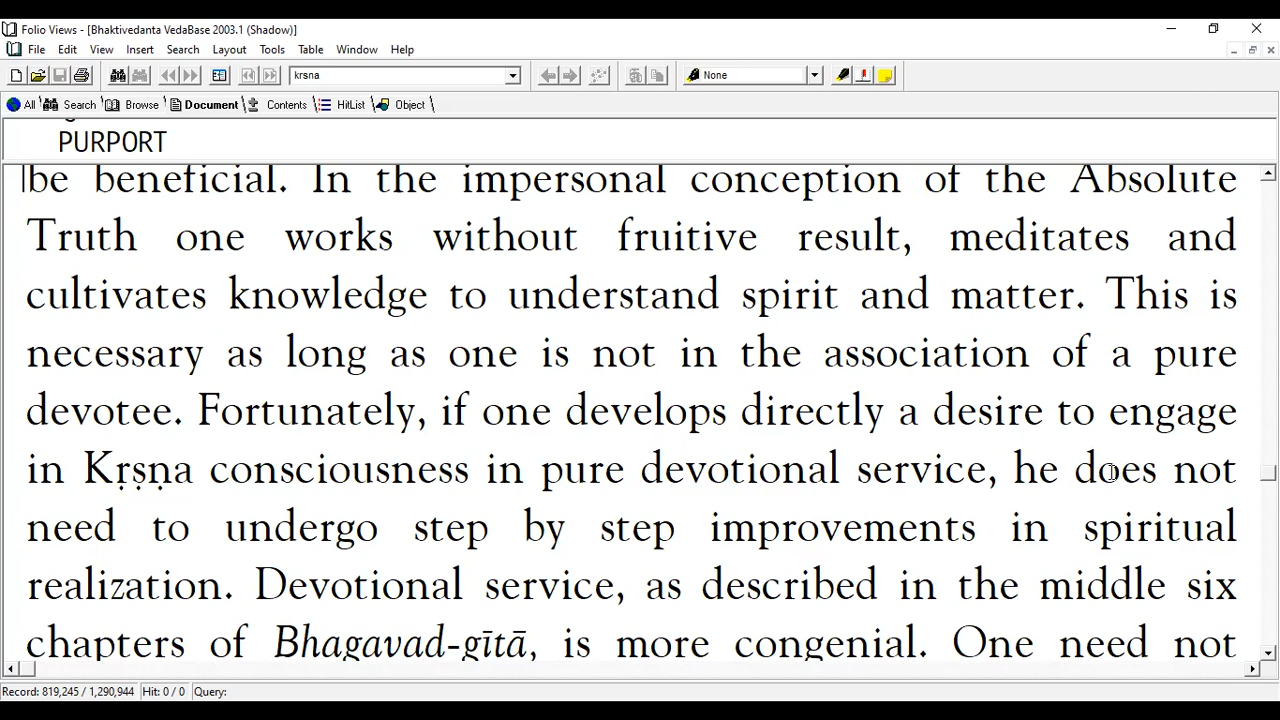 Folio Views - [Bhaktivedanta VedaBase 2003.1 (Shadow)]
File Edit View Insert Search Layout Tools Table Window Help
krsna None
All Search Browse Document Contents HitList Object
PURPORT
be beneficial. In the impersonal conception of the Absolute
Truth one works without fruitive result, meditates and
cultivates knowledge to understand spirit and matter. This is
necessary as long as one is not in the association of a pure
devotee. Fortunately, if one develops directly a desire to engage
in Kṛṣṇa consciousness in pure devotional service, he does not
need to undergo step by step improvements in spiritual
realization. Devotional service, as described in the middle six
chapters of Bhagavad-gītā, is more congenial. One need not
Record: 819,245 / 1,290,944 Hit: 0 / 0 Query: